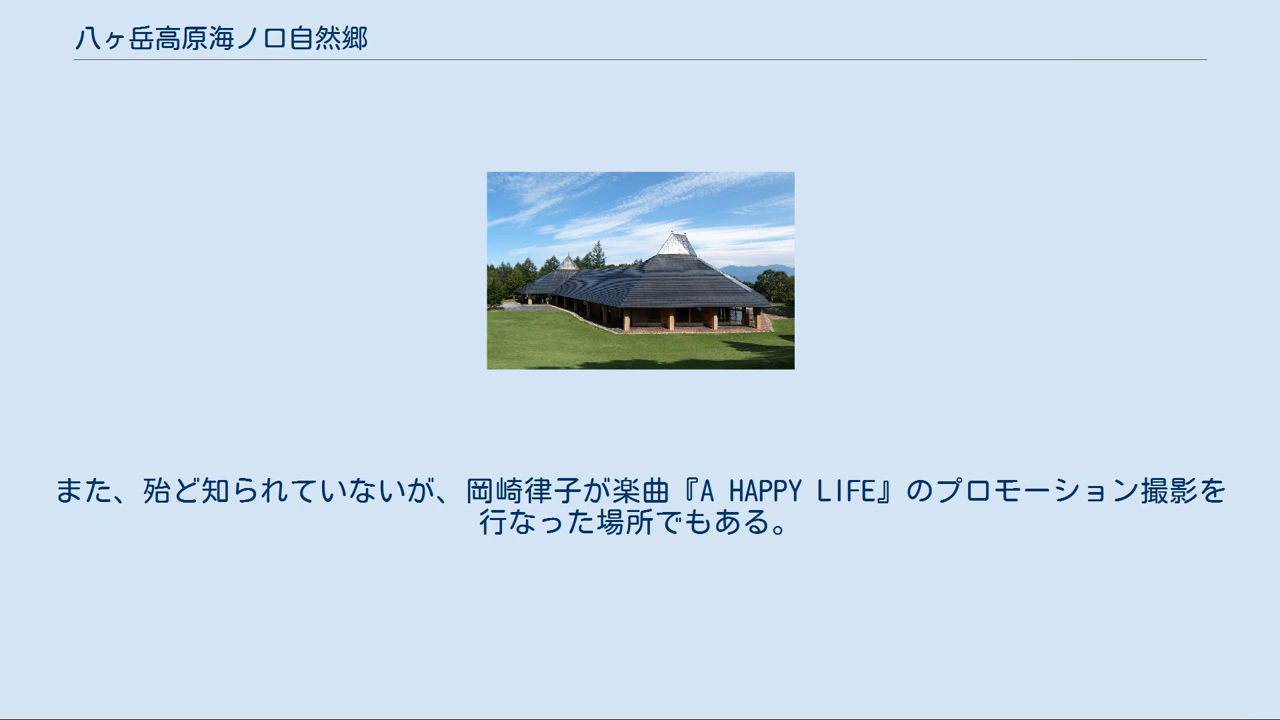 八ヶ岳高原海ノ口自然郷
また、殆ど知られていないが、岡崎律子が楽曲『A HAPPY LIFE』のプロモーション撮影を
行なった場所でもある。